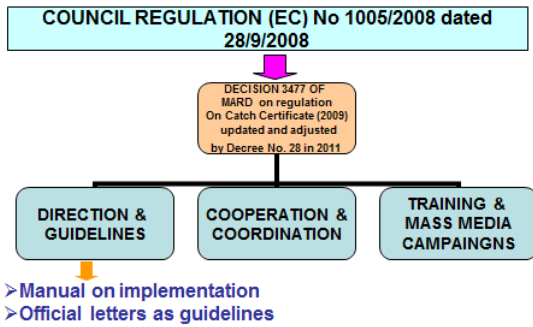 COUNCIL REGULATION (EC) No 1005/2008 dated
28/9/2008
DECISION 3477 OF
MARD on regulation
On Catch Certificate (2009)
updated and adjusted
by Decree No. 28 in 2011
DIRECTION &
GUIDELINES
COOPERATION &
COORDINATION
TRAINING &
MASS MEDIA
CAMPAINGNS
➢Manual on implementation
➢Official letters as guidelines